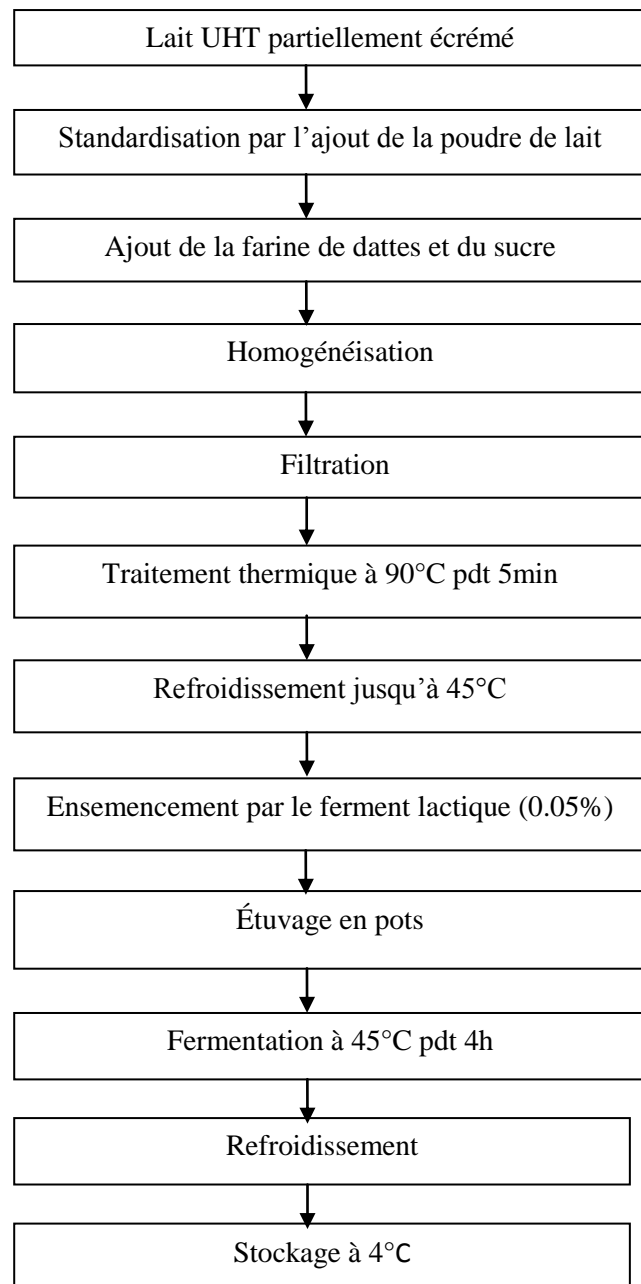 Lait UHT partiellement écrémé
Standardisation par l’ajout de la poudre de lait
Ajout de la farine de dattes et du sucre
Homogénéisation
Filtration
Traitement thermique à 90°C pdt 5min
Refroidissement jusqu’à 45°C
Ensemencement par le ferment lactique (0.05%)
Étuvage en pots
Fermentation à 45°C pdt 4h
Refroidissement
Stockage à 4°C